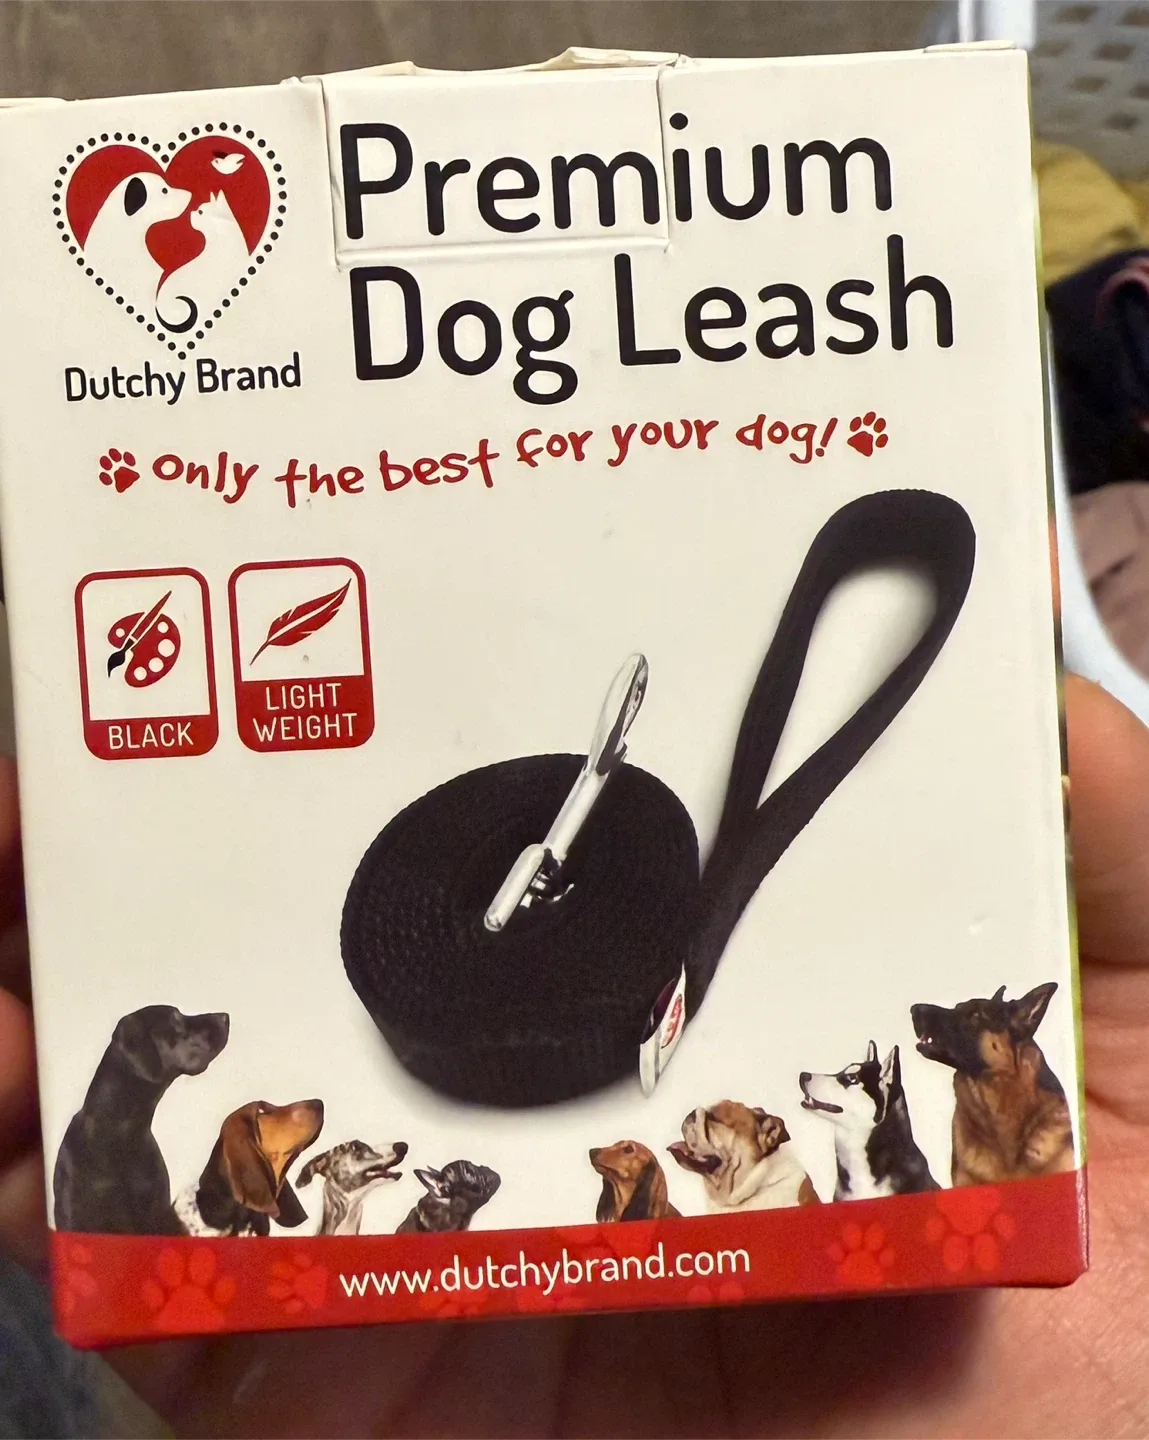 Premium
Dog Leash
Dutchy Brand
only the best for your dog!
BLACK
LIGHT
WEIGHT
www.dutchybrand.com